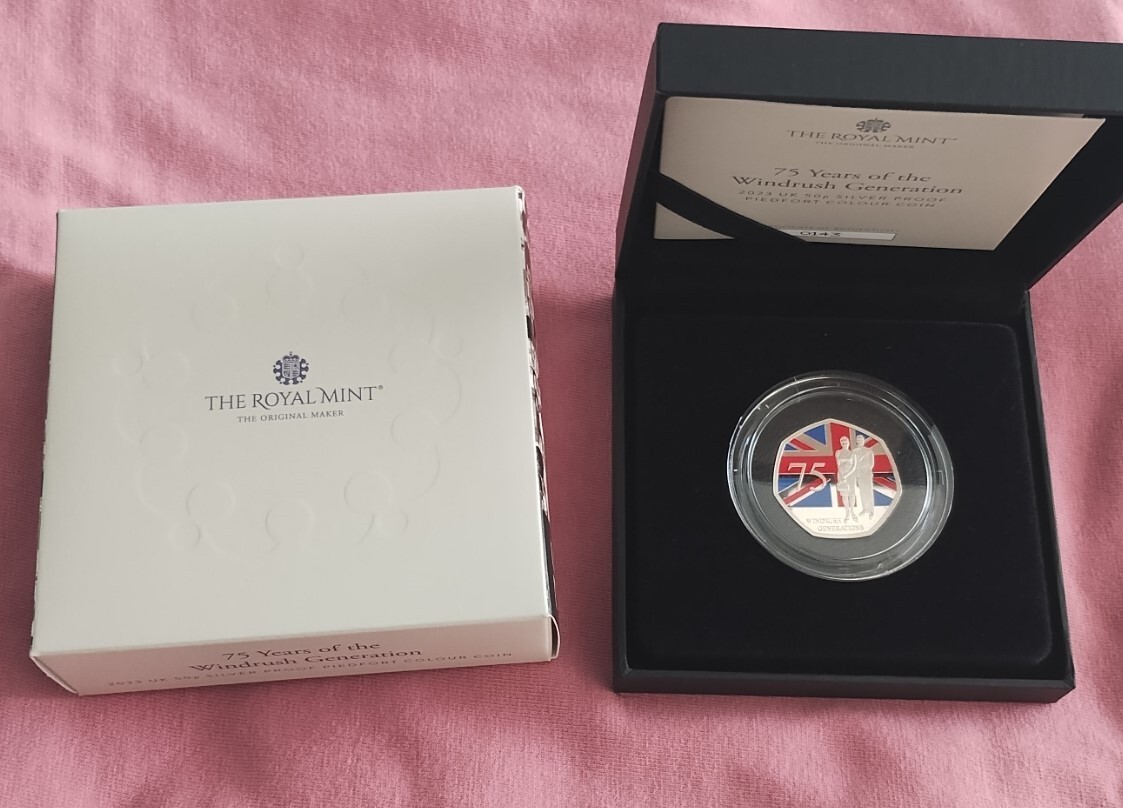 THE ROYAL MINT®
THE ORIGINAL MAKER
75 Years of the
Windrush Generation
2023 UK 50p SILVER PROOF PIEDFORT COLOUR COIN
THE ROYAL MINT®
THE ORIGINAL MAKER
75 Years of the
Windrush Generation
2023 UK 50p SILVER PROOF
PIEDFORT COLOUR COIN
0143
75
WINDRUSH
GENERATION